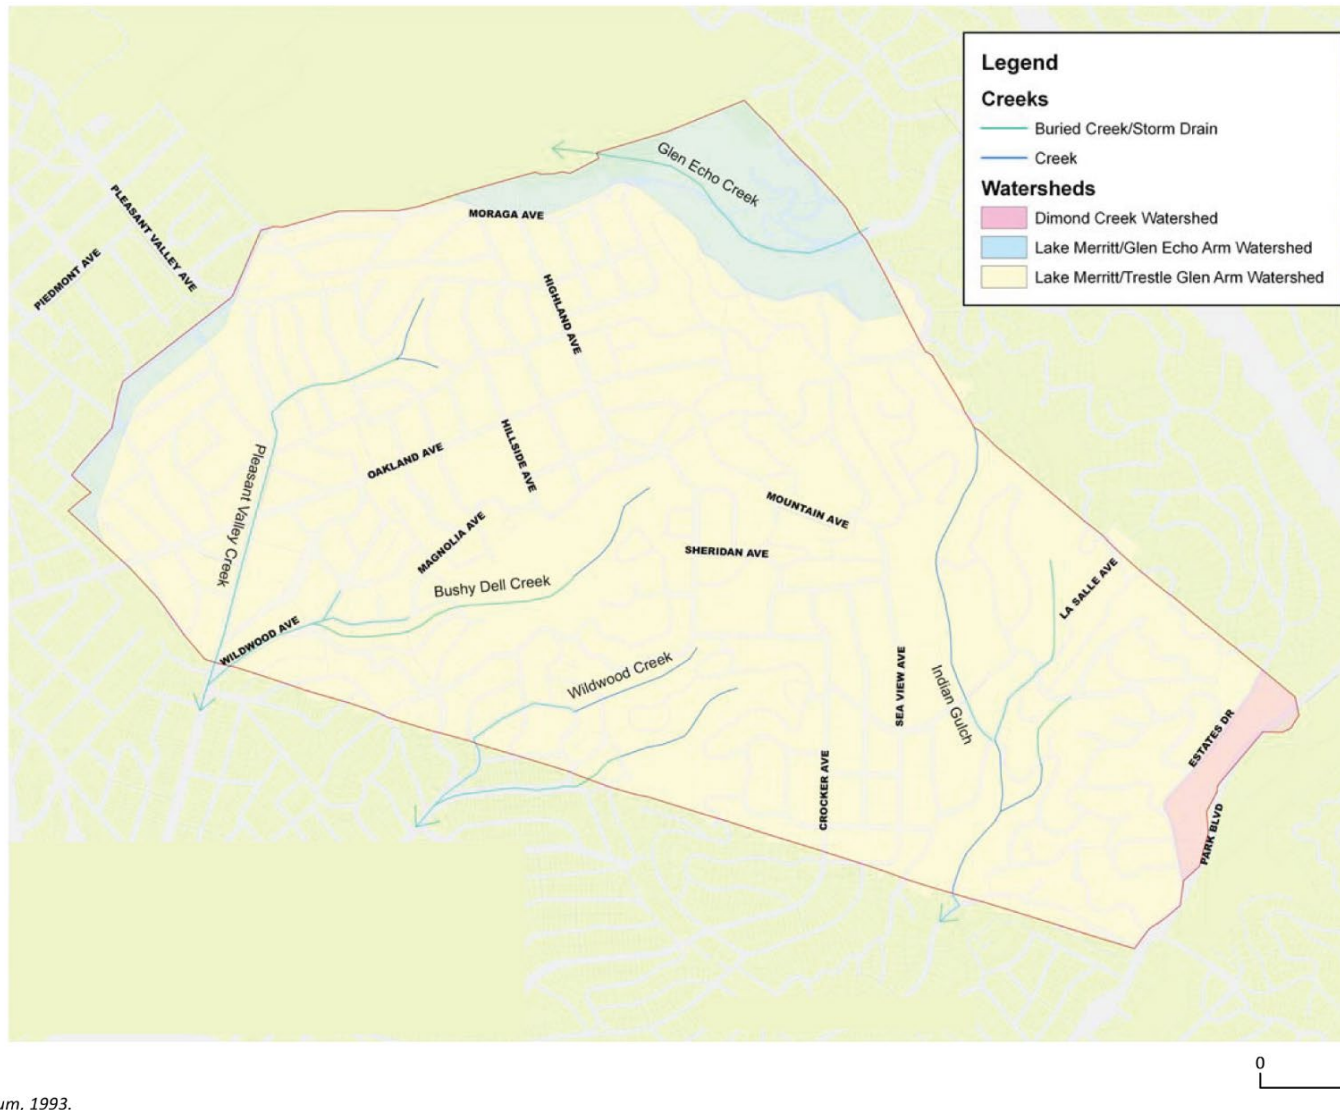 Legend
Creeks
Buried Creek/Storm Drain
Creek
Watersheds
Dimond Creek Watershed
Lake Merritt/Glen Echo Arm Watershed
Lake Merritt/Trestle Glen Arm Watershed
Glen Echo Creek
MORAGA AVE
PLEASANT VALLEY AVE
PIEDMONT AVE
HIGHLAND AVE
OAKLAND AVE
HILLSIDE AVE
Pleasant Valley Creek
MAGNOLIA AVE
MOUNTAIN AVE
SHERIDAN AVE
Bushy Dell Creek
LA SALLE AVE
WILDWOOD AVE
Wildwood Creek
SEA VIEW AVE
Indian Gulch
ESTATES DR
CROCKER AVE
PARK BLVD
0
1993.